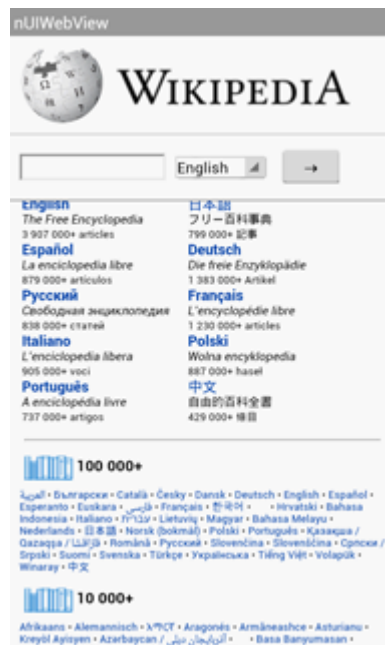 nUIWebView
WIKIPEDIA
English
→
English 日本語
The Free Encyclopedia フリー百科事典
3 907 000+ articles 799 000+ 記事
Español Deutsch
La enciclopedia libre Die freie Enzyklopädie
879 000+ artículos 1 383 000+ Artikel
Русский Français
Свободная энциклопедия L'encyclopédie libre
838 000+ статей 1 230 000+ articles
Italiano Polski
L'enciclopedia libera Wolna encyklopedia
905 000+ voci 887 000+ haseł
Português 中文
A enciclopédia livre 自由的百科全書
737 000+ artigos 429 000+ 條目
100 000+
العربية • Български • Català • Česky • Dansk • Deutsch • English • Español •
Esperanto • Euskara • فارسی • Français • 한국어 • • Hrvatski • Bahasa
Indonesia • Italiano • עברית • Lietuvių • Magyar • Bahasa Melayu •
Nederlands • 日本語 • Norsk (bokmål) • Polski • Português • Қазақша /
Qazaqşa / • Română • Русский • Slovenčina • Slovenščina • Српски /
Srpski • Suomi • Svenska • Türkçe • Українська • Tiếng Việt • Volapük •
Winaray • 中文
10 000+
Afrikaans • Alemannisch • አማርኛ • Aragonés • Armãneashce • Asturianu •
Kreyòl Ayisyen • Azərbaycan / • • Basa Banyumasan •